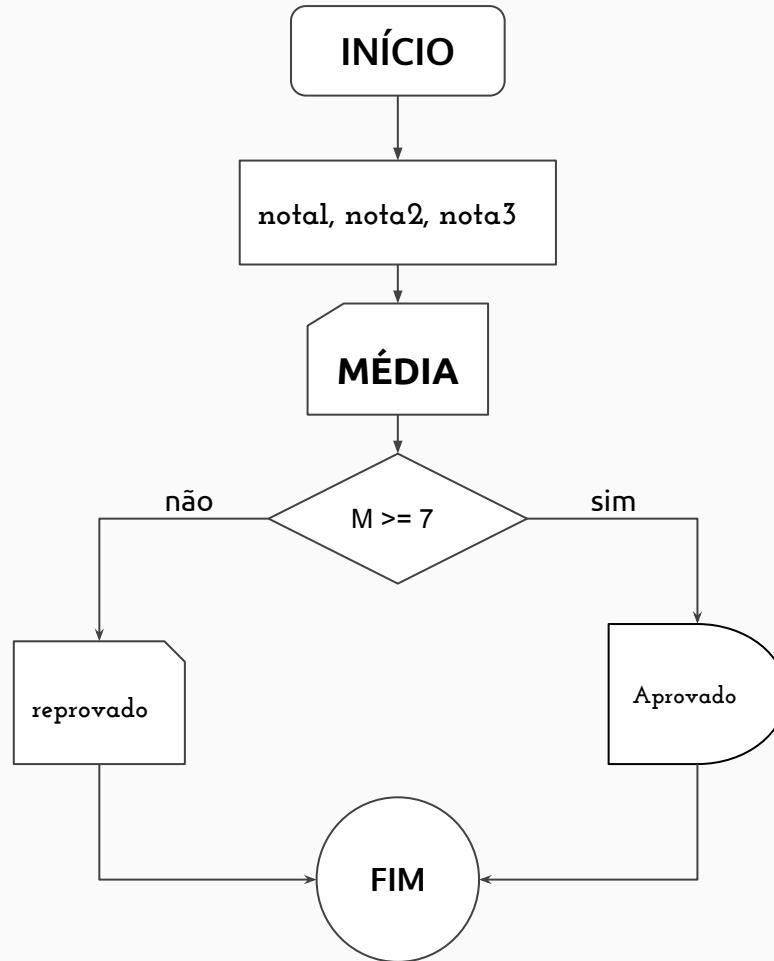 INÍCIO
nota1, nota2, nota3
MÉDIA
não
M >= 7
sim
reprovado
Aprovado
FIM